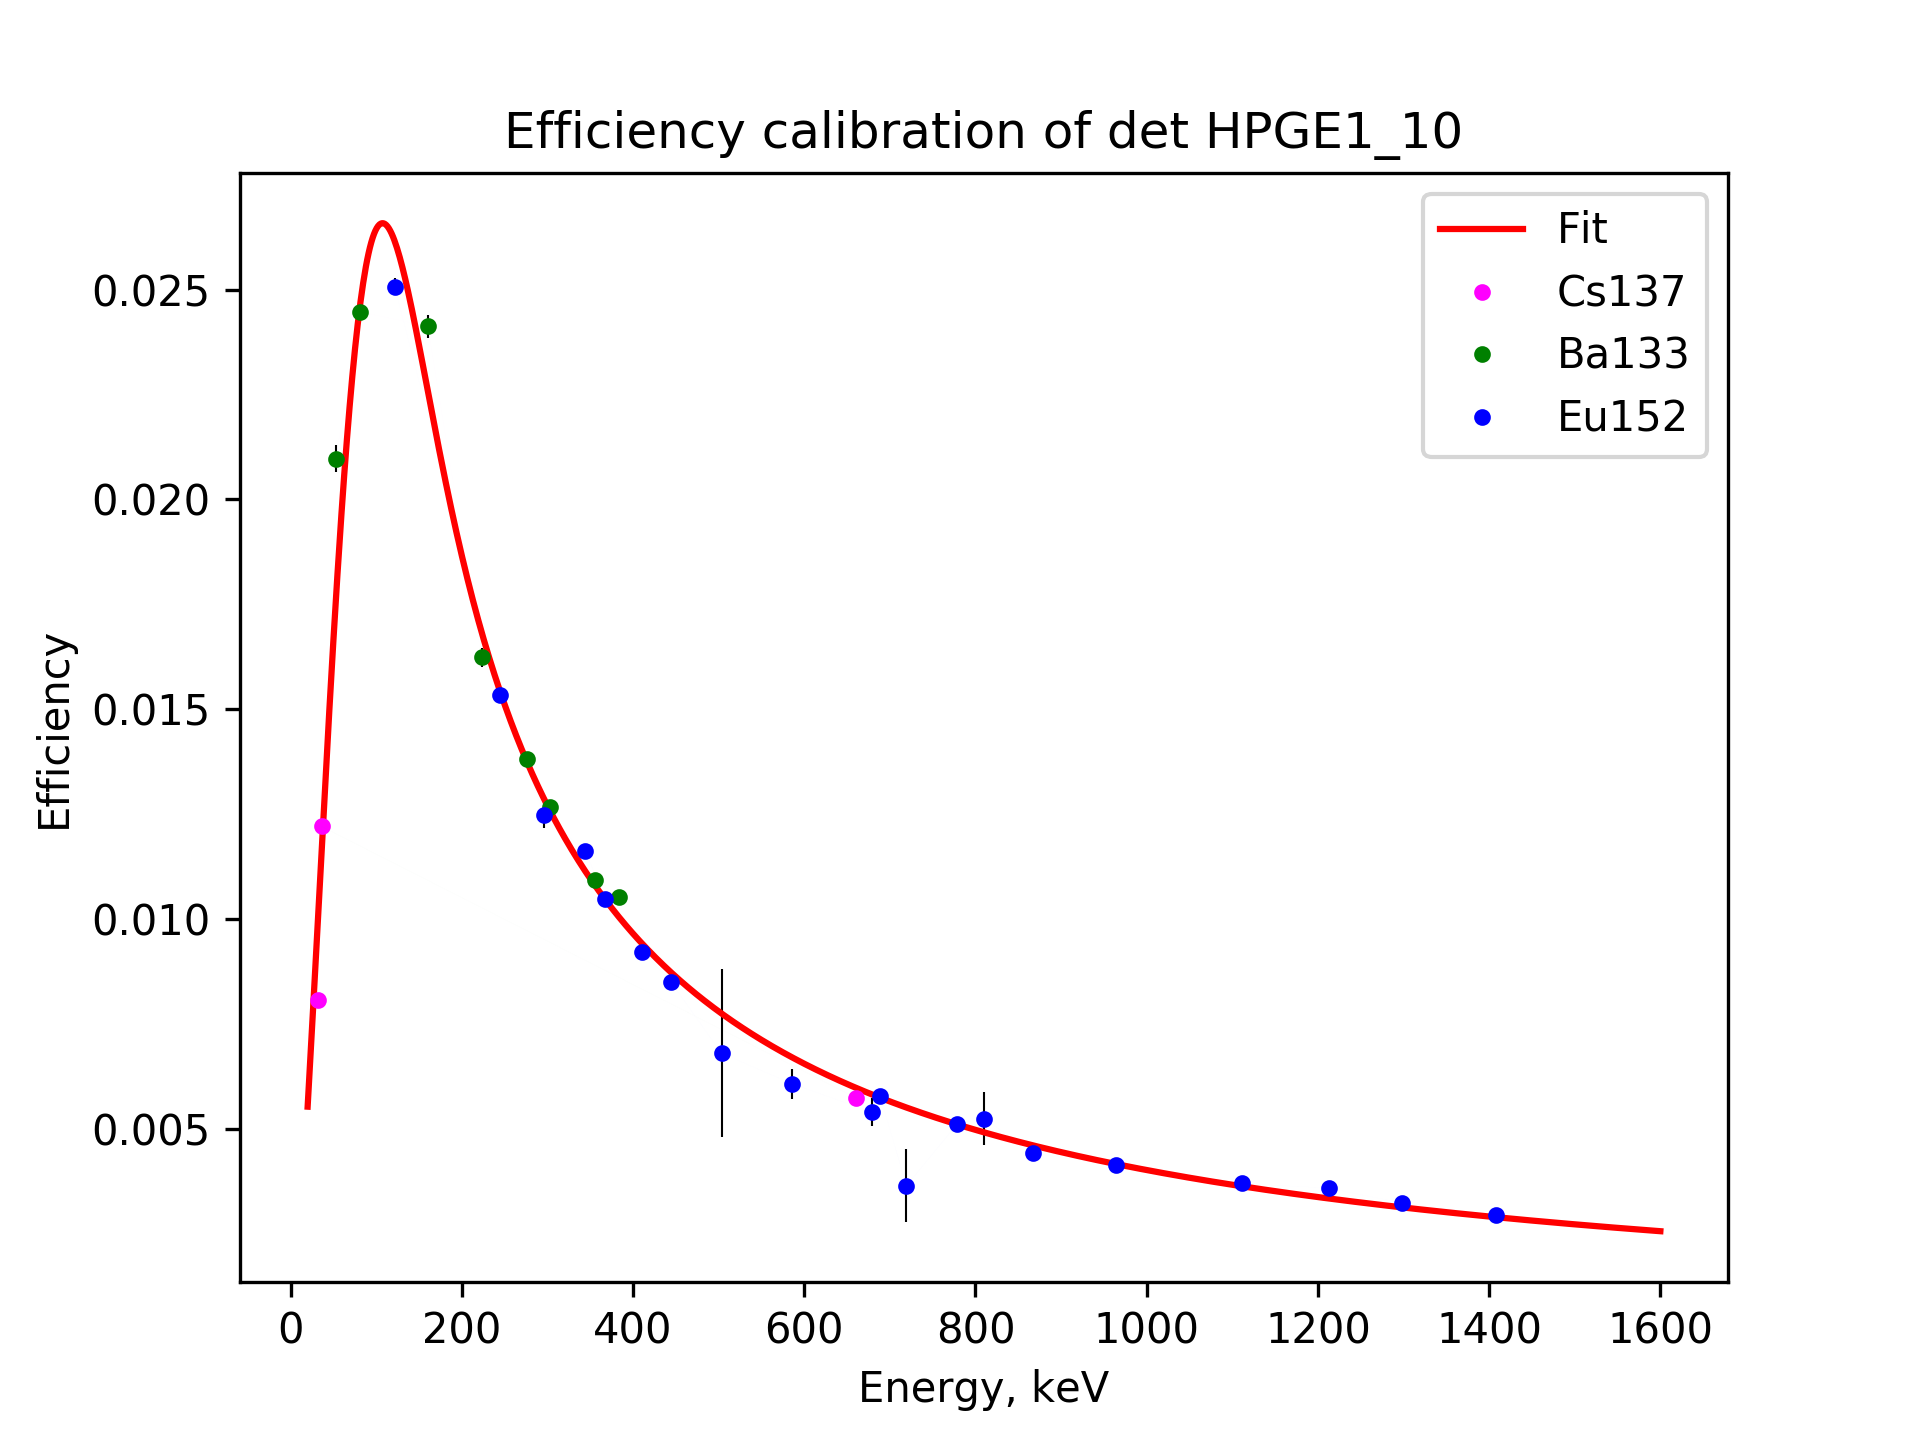 Efficiency calibration of det HPGE1_10
Fit
Cs137
Ba133
Eu152
0.025
0.020
0.015
0.010
0.005
Efficiency
0 200 400 600 800 1000 1200 1400 1600
Energy, keV